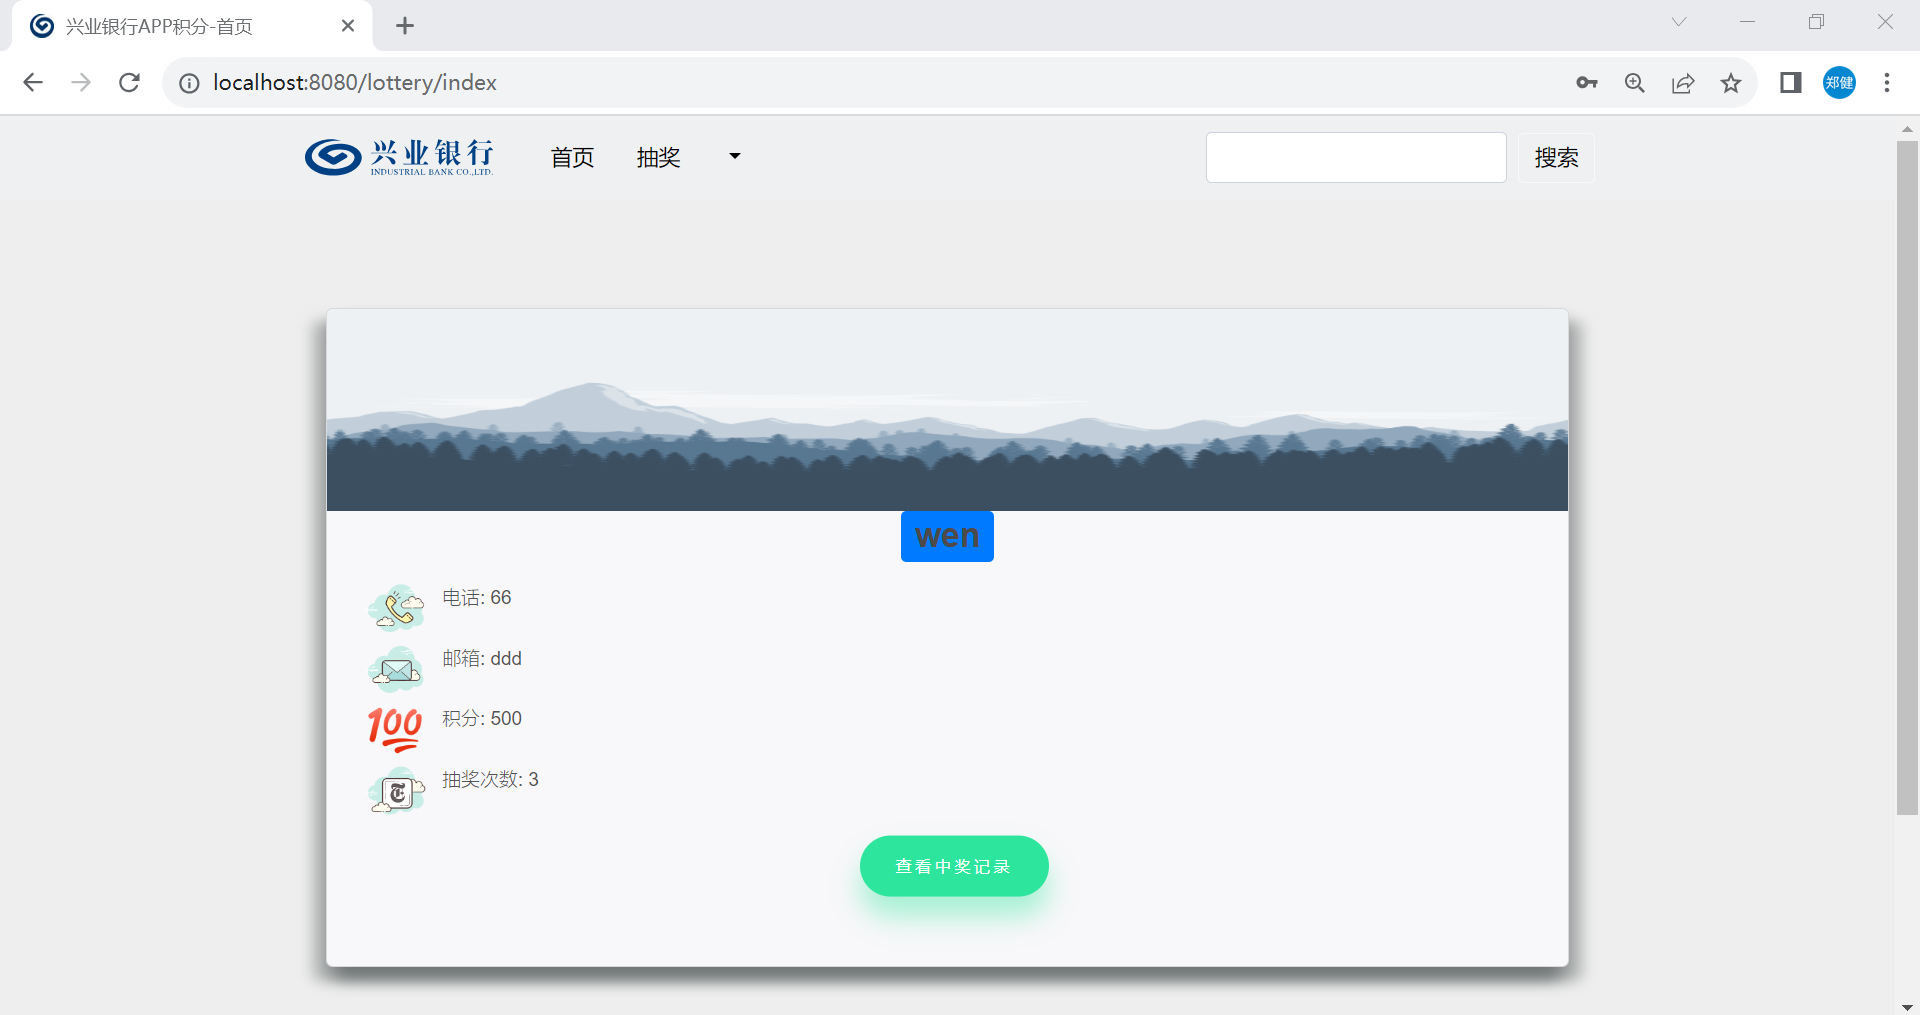 兴业银行APP积分-首页
localhost:8080/lottery/index
郑健
兴业银行
INDUSTRIAL BANK CO.,LTD.
首页
抽奖
搜索
wen
电话: 66
邮箱: ddd
100
积分: 500
T
抽奖次数: 3
查看中奖记录